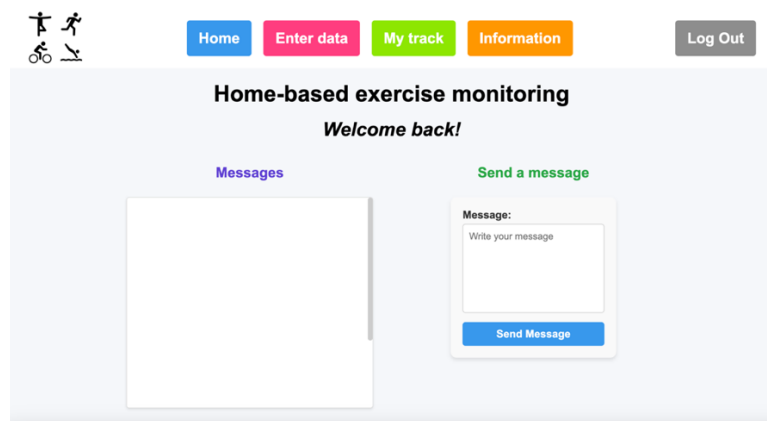 Home Enter data My track Information Log Out
Home-based exercise monitoring
Welcome back!
Messages
Send a message
Message:
Write your message
Send Message